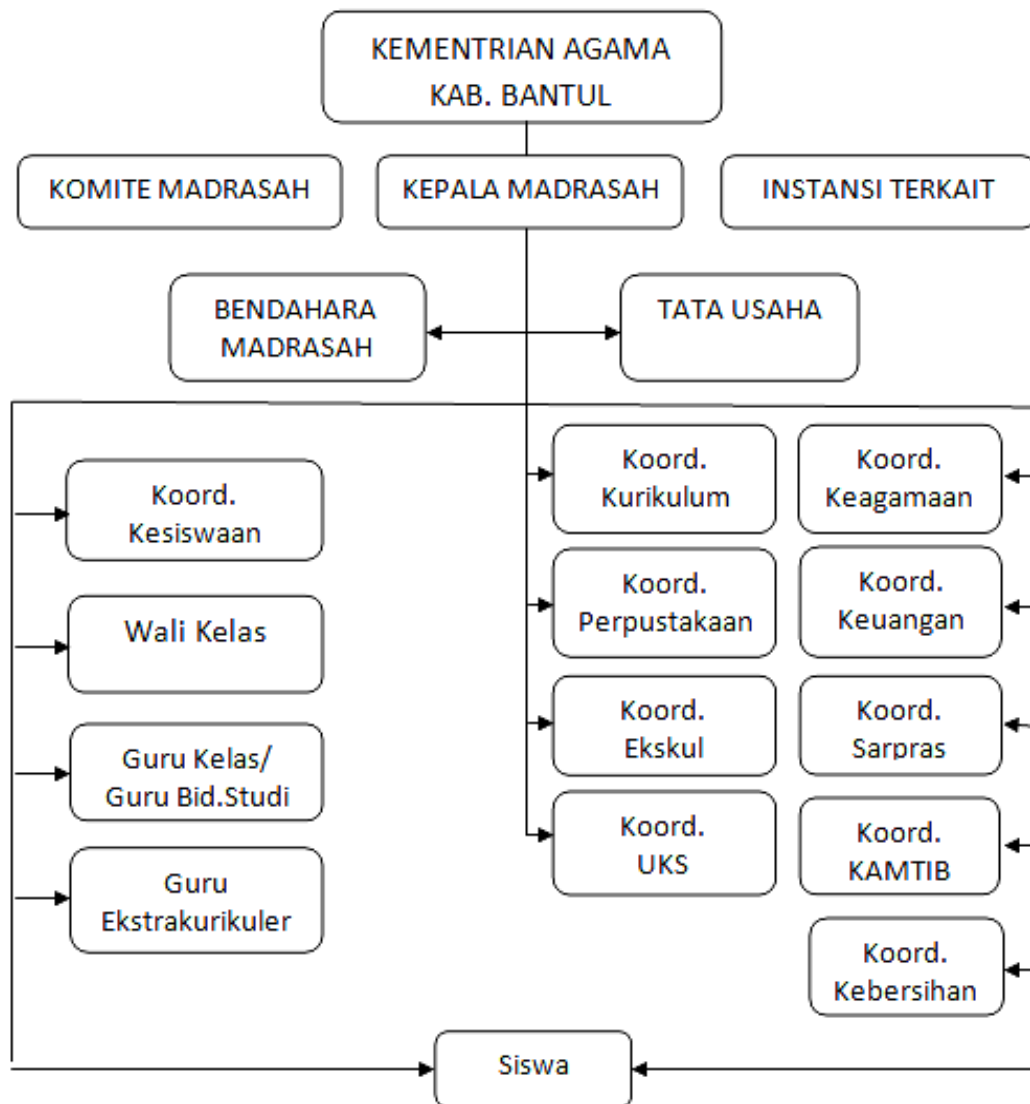 KEMENTRIAN AGAMA
KAB. BANTUL
KOMITE MADRASAH
KEPALA MADRASAH
INSTANSI TERKAIT
BENDAHARA
MADRASAH
TATA USAHA
Koord.
Kesiswaan
Wali Kelas
Guru Kelas/
Guru Bid.Studi
Guru
Ekstrakurikuler
Koord.
Kurikulum
Koord.
Perpustakaan
Koord.
Ekskul
Koord.
UKS
Koord.
Keagamaan
Koord.
Keuangan
Koord.
Sarpras
Koord.
KAMTIB
Koord.
Kebersihan
Siswa